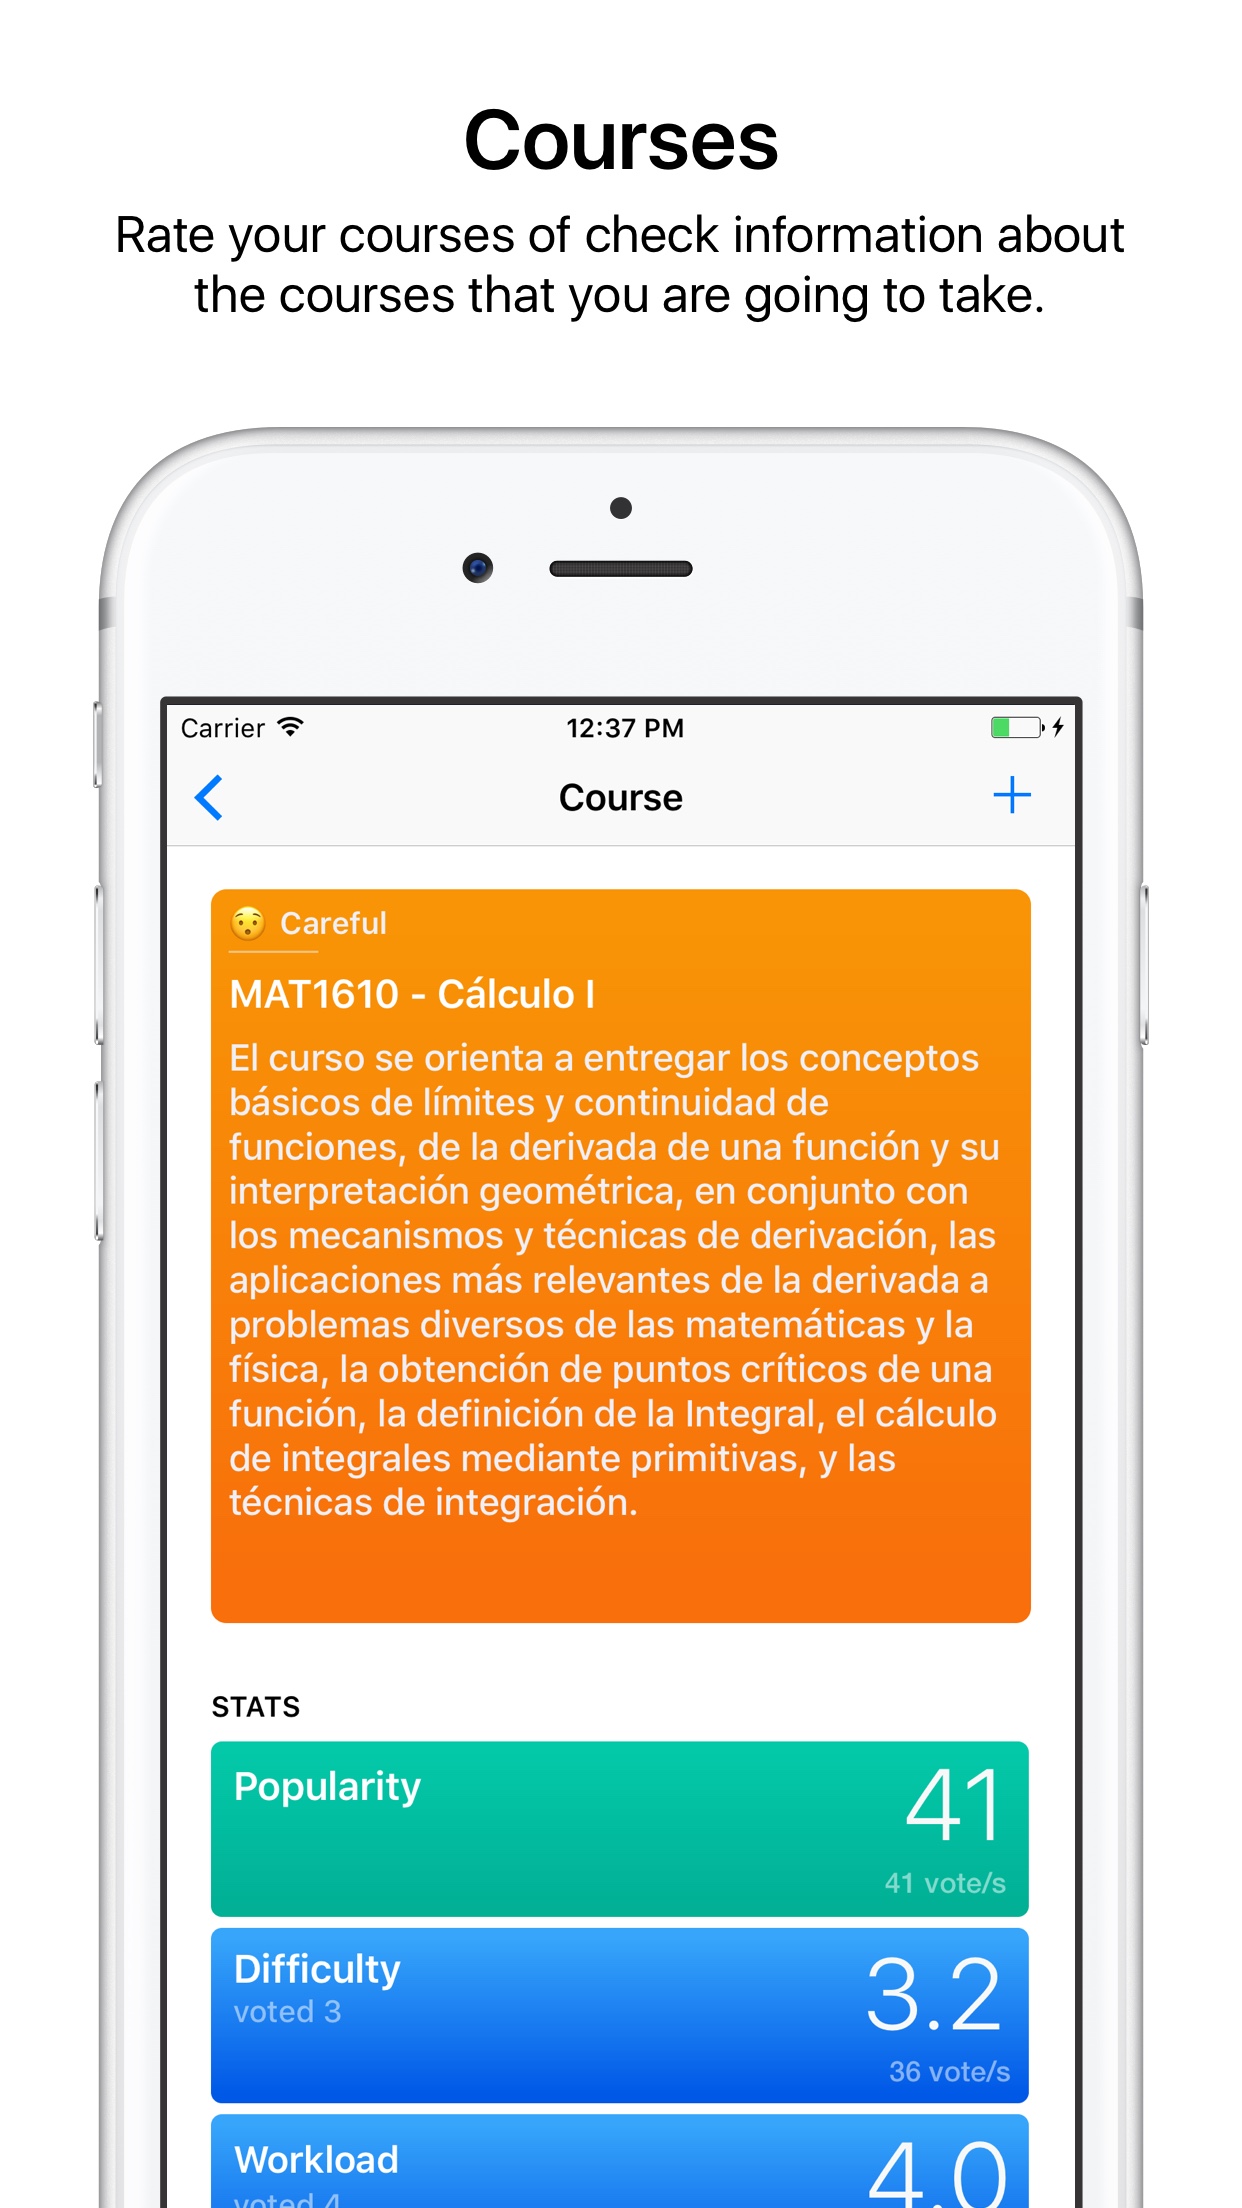 Courses
Rate your courses of check information about
the courses that you are going to take.
Carrier 12:37 PM
Course
Careful
MAT1610 - Cálculo I
El curso se orienta a entregar los conceptos
básicos de límites y continuidad de
funciones, de la derivada de una función y su
interpretación geométrica, en conjunto con
los mecanismos y técnicas de derivación, las
aplicaciones más relevantes de la derivada a
problemas diversos de las matemáticas y la
física, la obtención de puntos críticos de una
función, la definición de la Integral, el cálculo
de integrales mediante primitivas, y las
técnicas de integración.
STATS
Popularity
41
41 vote/s
Difficulty
voted 3
3.2
36 vote/s
Workload
voted 4
4.0